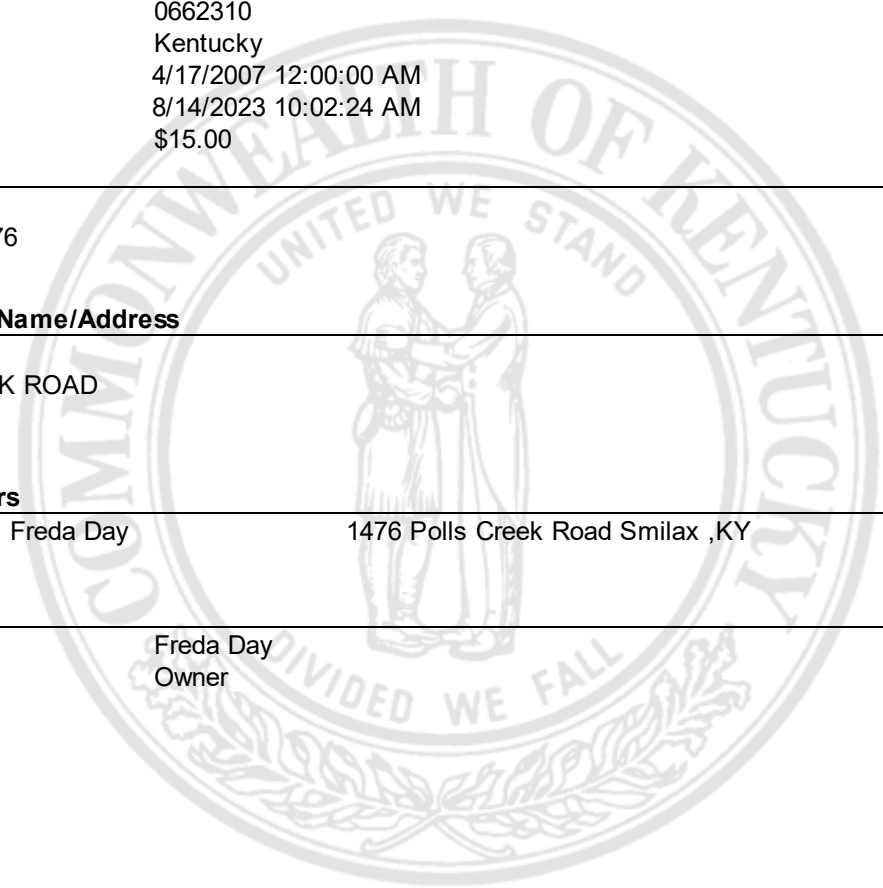 0662310
Kentucky
4/17/2007 12:00:00 AM
8/14/2023 10:02:24 AM
$15.00
76
Name/Address
K ROAD
rs
Freda Day 1476 Polls Creek Road Smilax ,KY
Freda Day
Owner
COMMONWEALTH OF KENTUCKY
UNITED WE STAND
DIVIDED WE FALL